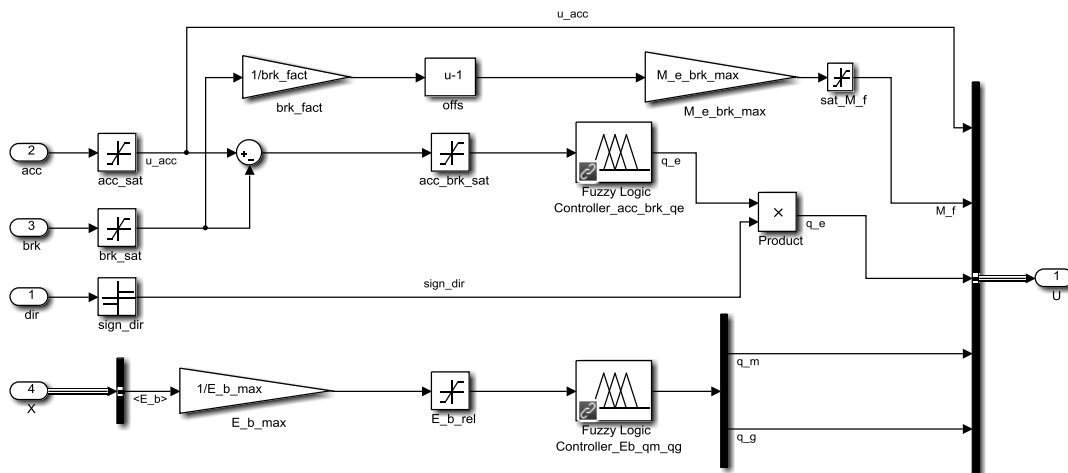 u_acc
1/brk_fact
brk_fact
u-1
offs
M_e_brk_max
M_e_brk_max
sat_M_f
2
acc
acc_sat
u_acc
+
-
acc_brk_sat
Fuzzy Logic
Controller_acc_brk_qe
q_e
×
Product
q_e
M_f
3
brk
brk_sat
1
dir
sign_dir
sign_dir
1
U
4
X
<E_b>
1/E_b_max
E_b_max
E_b_rel
Fuzzy Logic
Controller_Eb_qm_qg
q_m
q_g